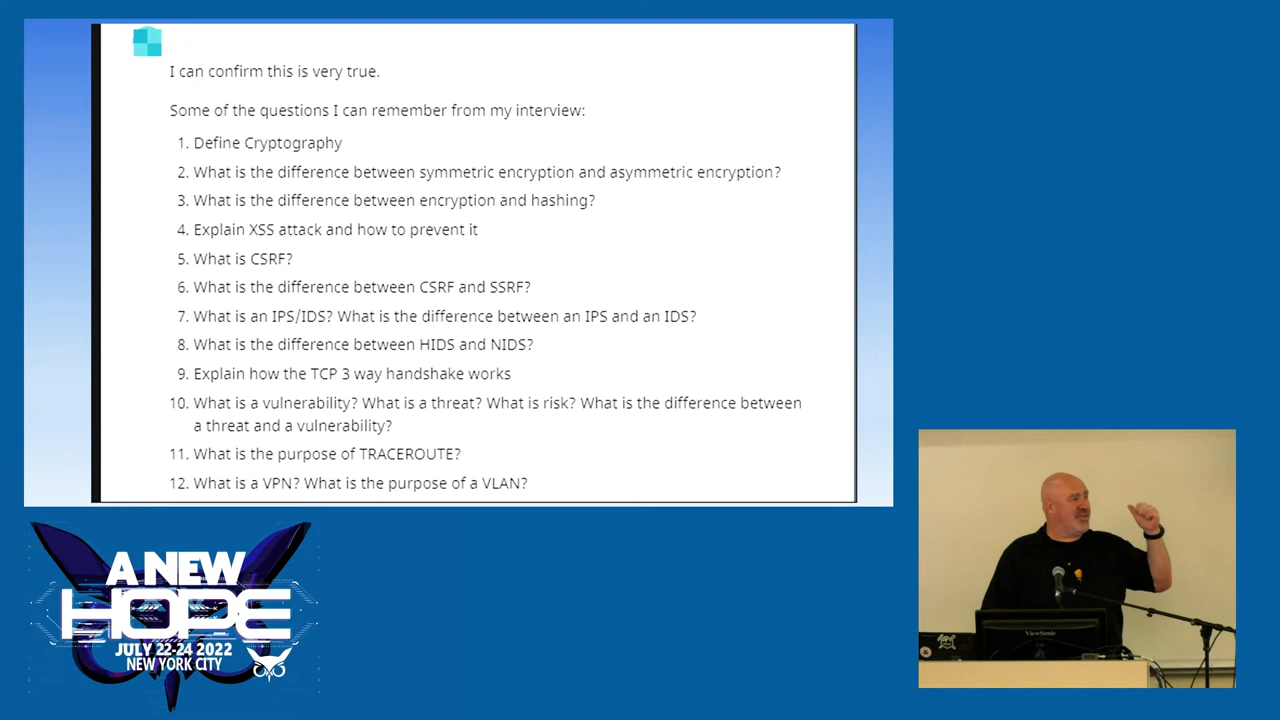 I can confirm this is very true.
Some of the questions I can remember from my interview:
1. Define Cryptography
2. What is the difference between symmetric encryption and asymmetric encryption?
3. What is the difference between encryption and hashing?
4. Explain XSS attack and how to prevent it
5. What is CSRF?
6. What is the difference between CSRF and SSRF?
7. What is an IPS/IDS? What is the difference between an IPS and an IDS?
8. What is the difference between HIDS and NIDS?
9. Explain how the TCP 3 way handshake works
10. What is a vulnerability? What is a threat? What is risk? What is the difference between
a threat and a vulnerability?
11. What is the purpose of TRACEROUTE?
12. What is a VPN? What is the purpose of a VLAN?
A NEW
HOPE
JULY 22-24 2022
NEW YORK CITY
ViewSonic